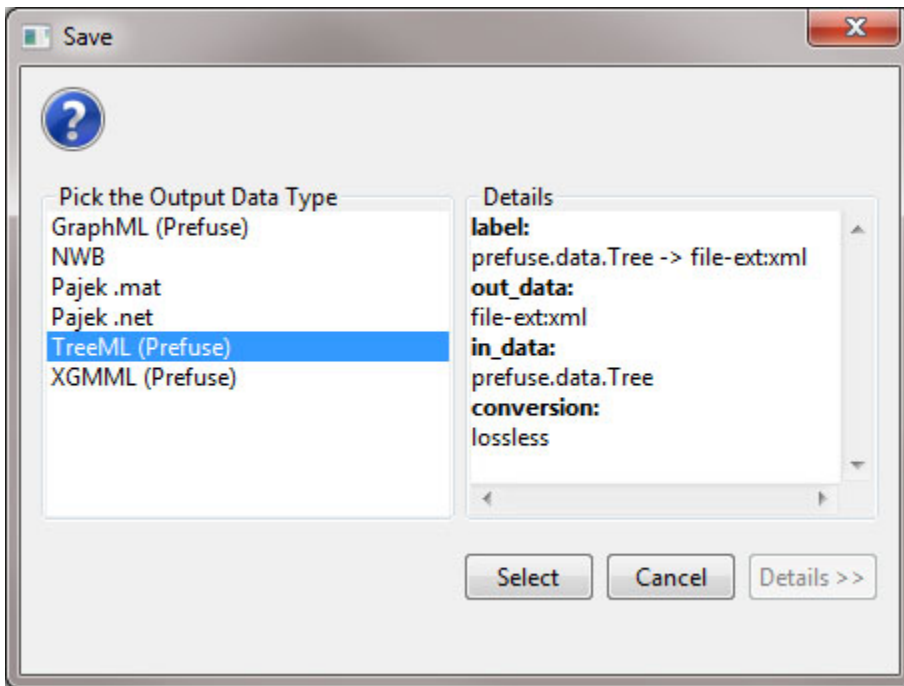 Save
Pick the Output Data Type
GraphML (Prefuse)
NWB
Pajek .mat
Pajek .net
TreeML (Prefuse)
XGMML (Prefuse)
Details
label:
prefuse.data.Tree -> file-ext:xml
out_data:
file-ext:xml
in_data:
prefuse.data.Tree
conversion:
lossless
Select
Cancel
Details >>